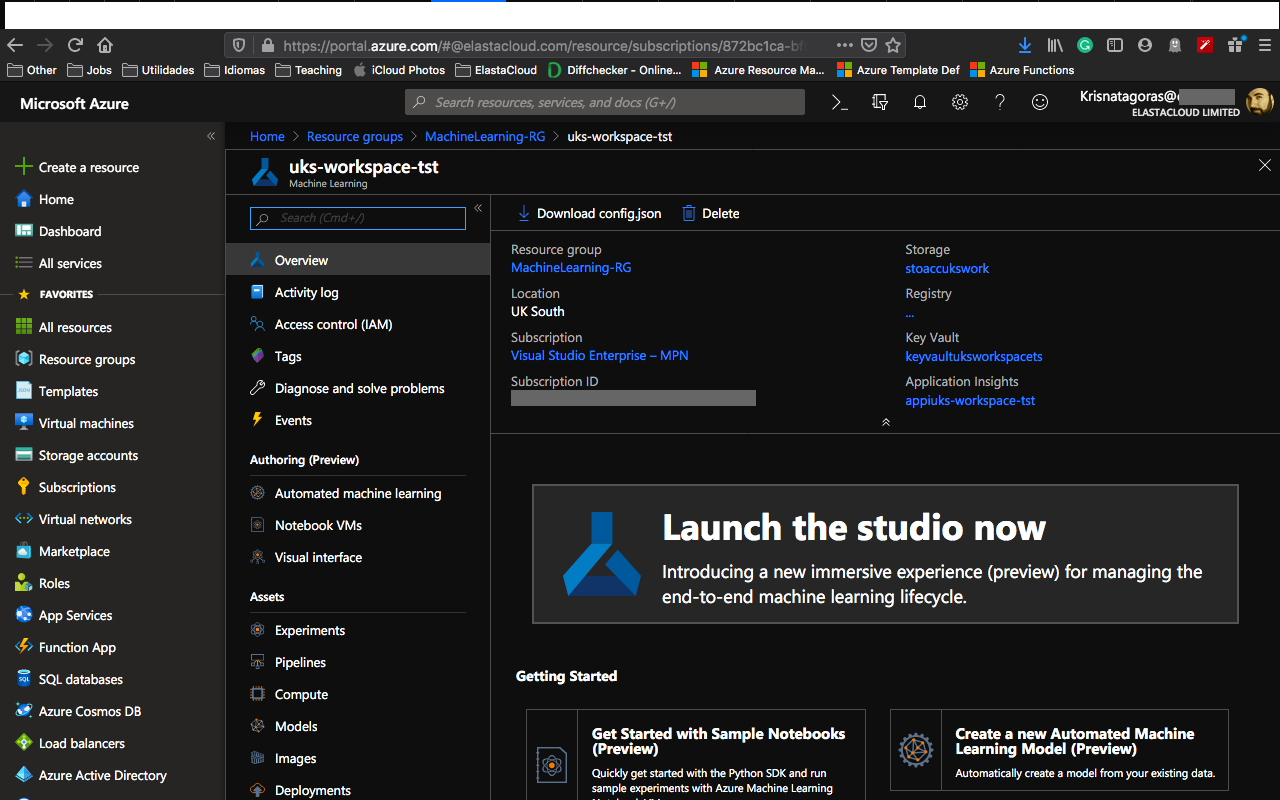 https://portal.azure.com/#@elastacloud.com/resource/subscriptions/872bc1ca-bf
Other Jobs Utilidades Idiomas Teaching iCloud Photos ElastaCloud Diffchecker - Online... Azure Resource Ma... Azure Template Def Azure Functions
Microsoft Azure
Search resources, services, and docs (G+/)
Krisnatagoras@
ELASTACLOUD LIMITED
Create a resource
Home
Dashboard
All services
FAVORITES
All resources
Resource groups
Templates
Virtual machines
Storage accounts
Subscriptions
Virtual networks
Marketplace
Roles
App Services
Function App
SQL databases
Azure Cosmos DB
Load balancers
Azure Active Directory
Home > Resource groups > MachineLearning-RG > uks-workspace-tst
uks-workspace-tst
Machine Learning
Search (Cmd+/)
Overview
Activity log
Access control (IAM)
Tags
Diagnose and solve problems
Events
Authoring (Preview)
Automated machine learning
Notebook VMs
Visual interface
Assets
Experiments
Pipelines
Compute
Models
Images
Deployments
Download config.json Delete
Resource group
MachineLearning-RG
Location
UK South
Subscription
Visual Studio Enterprise – MPN
Subscription ID
Storage
stoaccukswork
Registry
...
Key Vault
keyvaultuksworkspacets
Application Insights
appiuks-workspace-tst
Launch the studio now
Introducing a new immersive experience (preview) for managing the
end-to-end machine learning lifecycle.
Getting Started
Get Started with Sample Notebooks
(Preview)
Quickly get started with the Python SDK and run
sample experiments with Azure Machine Learning
Create a new Automated Machine
Learning Model (Preview)
Automatically create a model from your existing data.